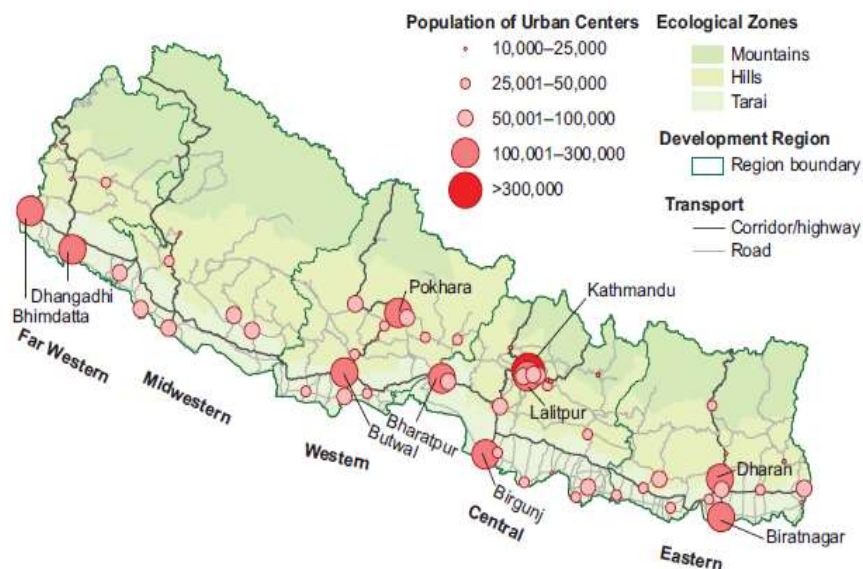 Population of Urban Centers
10,000–25,000
25,001–50,000
50,001–100,000
100,001–300,000
>300,000
Ecological Zones
Mountains
Hills
Tarai
Development Region
Region boundary
Transport
Corridor/highway
Road
Dhangadhi
Bhimdatta
Far Western
Midwestern
Pokhara
Kathmandu
Lalitpur
Bharatpur
Butwal
Western
Birgunj
Central
Dharan
Biratnagar
Eastern